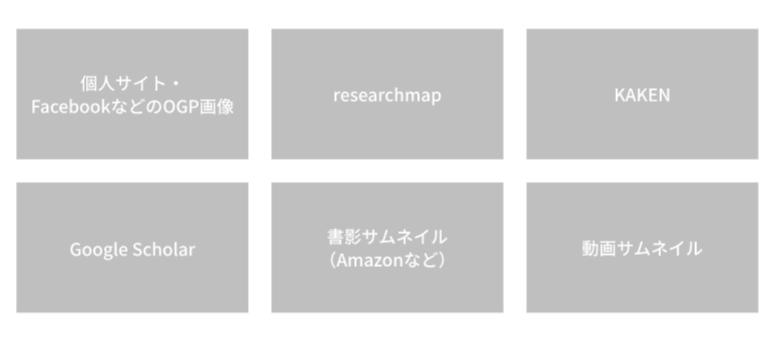 個人サイト・
FacebookなどのOGP画像
researchmap
KAKEN
Google Scholar
書影サムネイル
（Amazonなど）
動画サムネイル